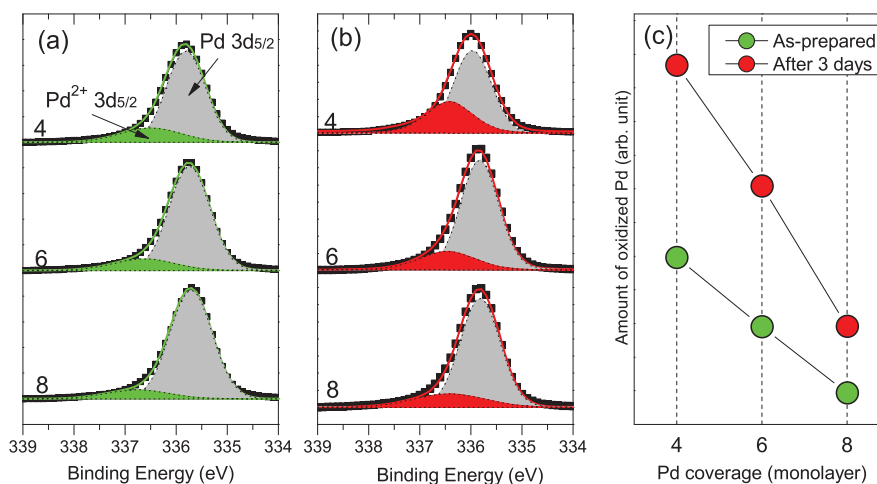 (a)
Pd 3d5/2
Pd2+ 3d5/2
4
6
8
339 338 337 336 335 334
Binding Energy (eV)
(b)
4
6
8
339 338 337 336 335 334
Binding Energy (eV)
(c)
As-prepared
After 3 days
Amount of oxidized Pd (arb. unit)
4 6 8
Pd coverage (monolayer)